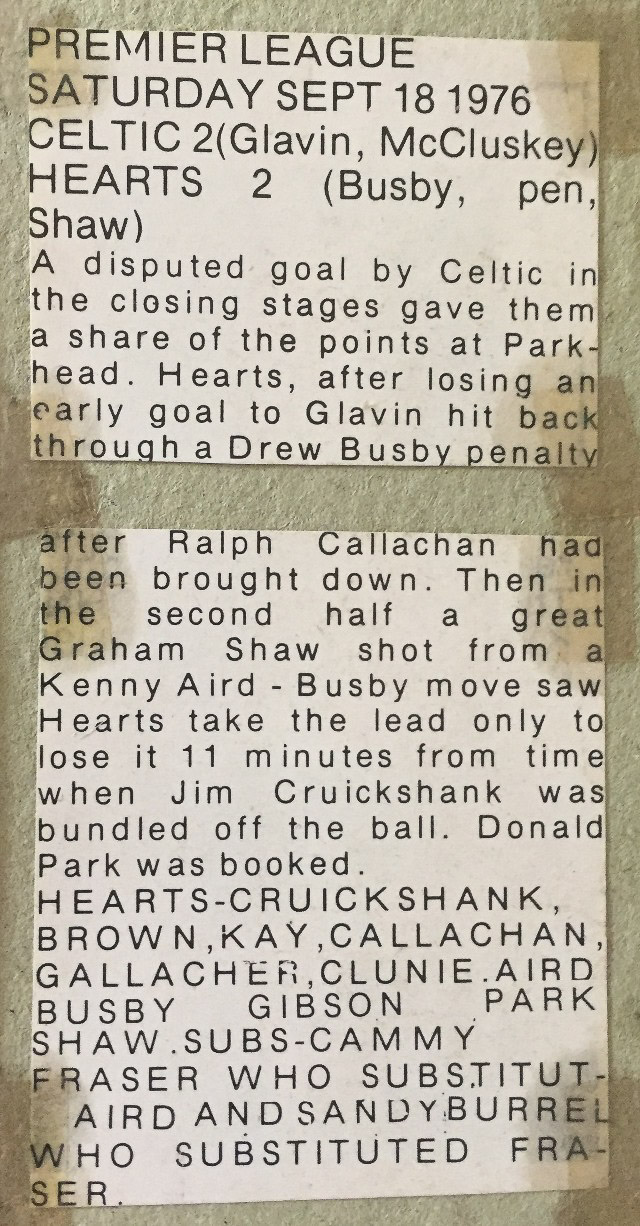 PREMIER LEAGUE
SATURDAY SEPT 18 1976
CELTIC 2(Glavin, McCluskey)
HEARTS 2 (Busby, pen,
Shaw)
A disputed goal by Celtic in
the closing stages gave them
a share of the points at Park-
head. Hearts, after losing an
early goal to Glavin hit back
through a Drew Busby penalty
after Ralph Callachan had
been brought down. Then in
the second half a great
Graham Shaw shot from a
Kenny Aird - Busby move saw
Hearts take the lead only to
lose it 11 minutes from time
when Jim Cruickshank was
bundled off the ball. Donald
Park was booked.
HEARTS-CRUICKSHANK,
BROWN,KAY,CALLACHAN,
GALLACHER,CLUNIE.AIRD
BUSBY GIBSON PARK
SHAW.SUBS-CAMMY
FRASER WHO SUBSTITUT-
AIRD AND SANDY BURREL
WHO SUBSTITUTED FRA-
SER.